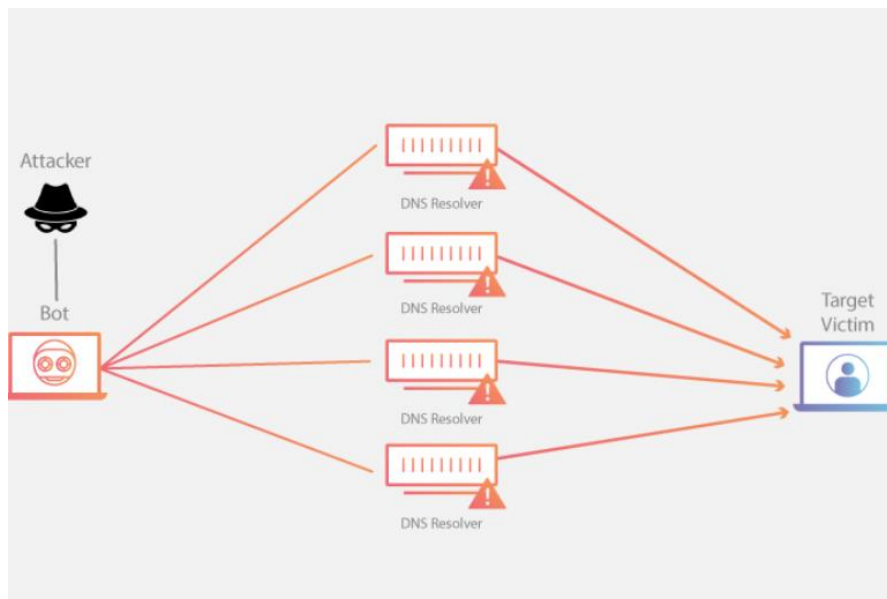 Attacker
Bot
DNS Resolver
DNS Resolver
DNS Resolver
DNS Resolver
Target
Victim